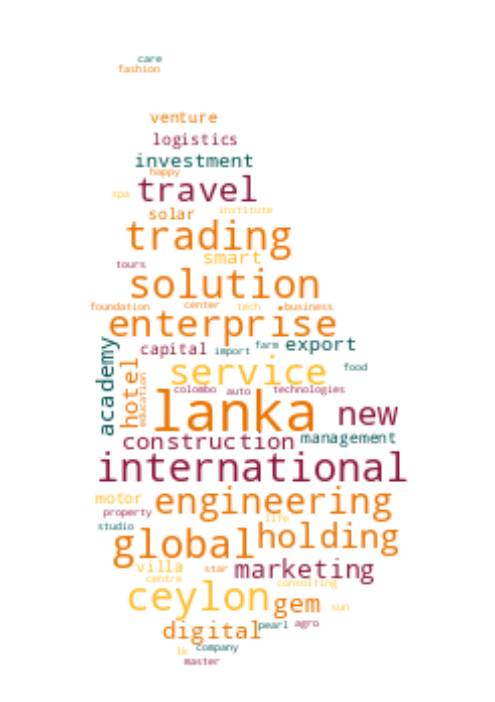 care
fashion
venture
logistics
investment
happy
spa travel
solar institute
trading
smart
tours
solution
foundation center tech business
enterprise
capital import farm export
academy
hotel
education
service food
colombo auto technologies
lanka new
construction management
international
motor engineering
property
studio life
global holding
villa star marketing
centre consulting
ceylon gem sun
digital pearl agro
lk company
master